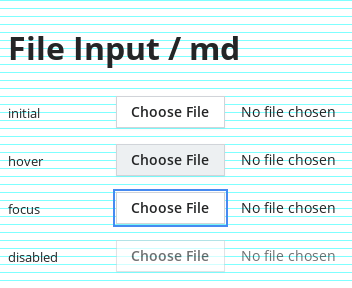 File Input / md
initial Choose File No file chosen
hover Choose File No file chosen
focus Choose File No file chosen
disabled Choose File No file chosen